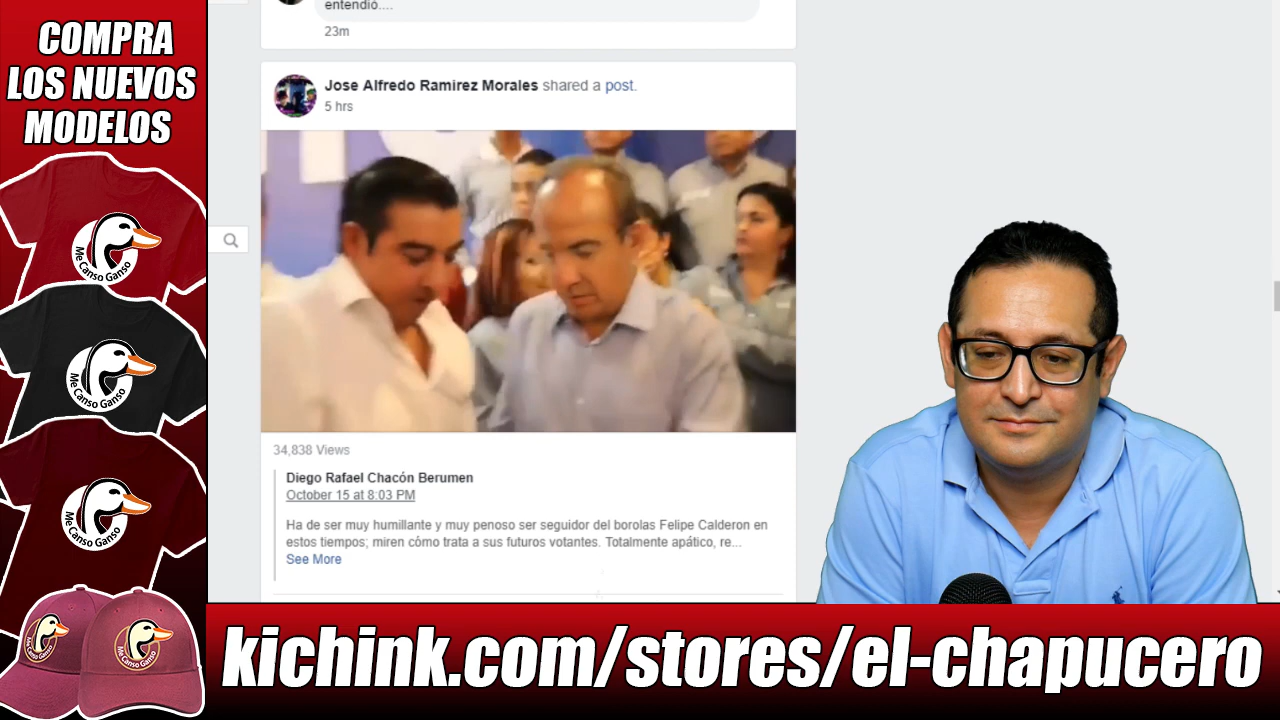 COMPRA
LOS NUEVOS
MODELOS
Me Canso Ganso
Me Canso Ganso
Me Canso Ganso
Me Canso Ganso
Me Canso Ganso
entendió....
23m
Jose Alfredo Ramirez Morales shared a post.
5 hrs
34,838 Views
Diego Rafael Chacón Berumen
October 15 at 8:03 PM
Ha de ser muy humillante y muy penoso ser seguidor del borolas Felipe Calderon en
estos tiempos; miren cómo trata a sus futuros votantes. Totalmente apático, re...
See More
kichink.com/stores/el-chapucero